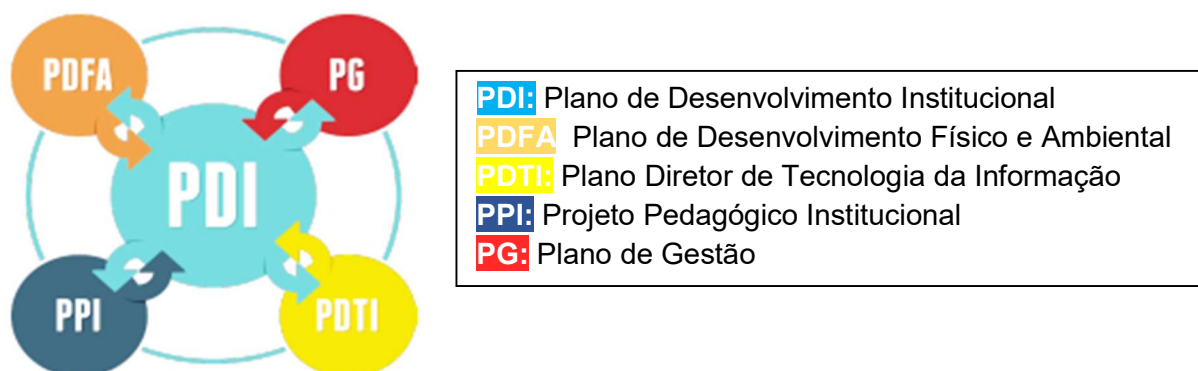 PDFA
PG
PDI
PPI
PDTI
PDI: Plano de Desenvolvimento Institucional
PDFA Plano de Desenvolvimento Físico e Ambiental
PDTI: Plano Diretor de Tecnologia da Informação
PPI: Projeto Pedagógico Institucional
PG: Plano de Gestão